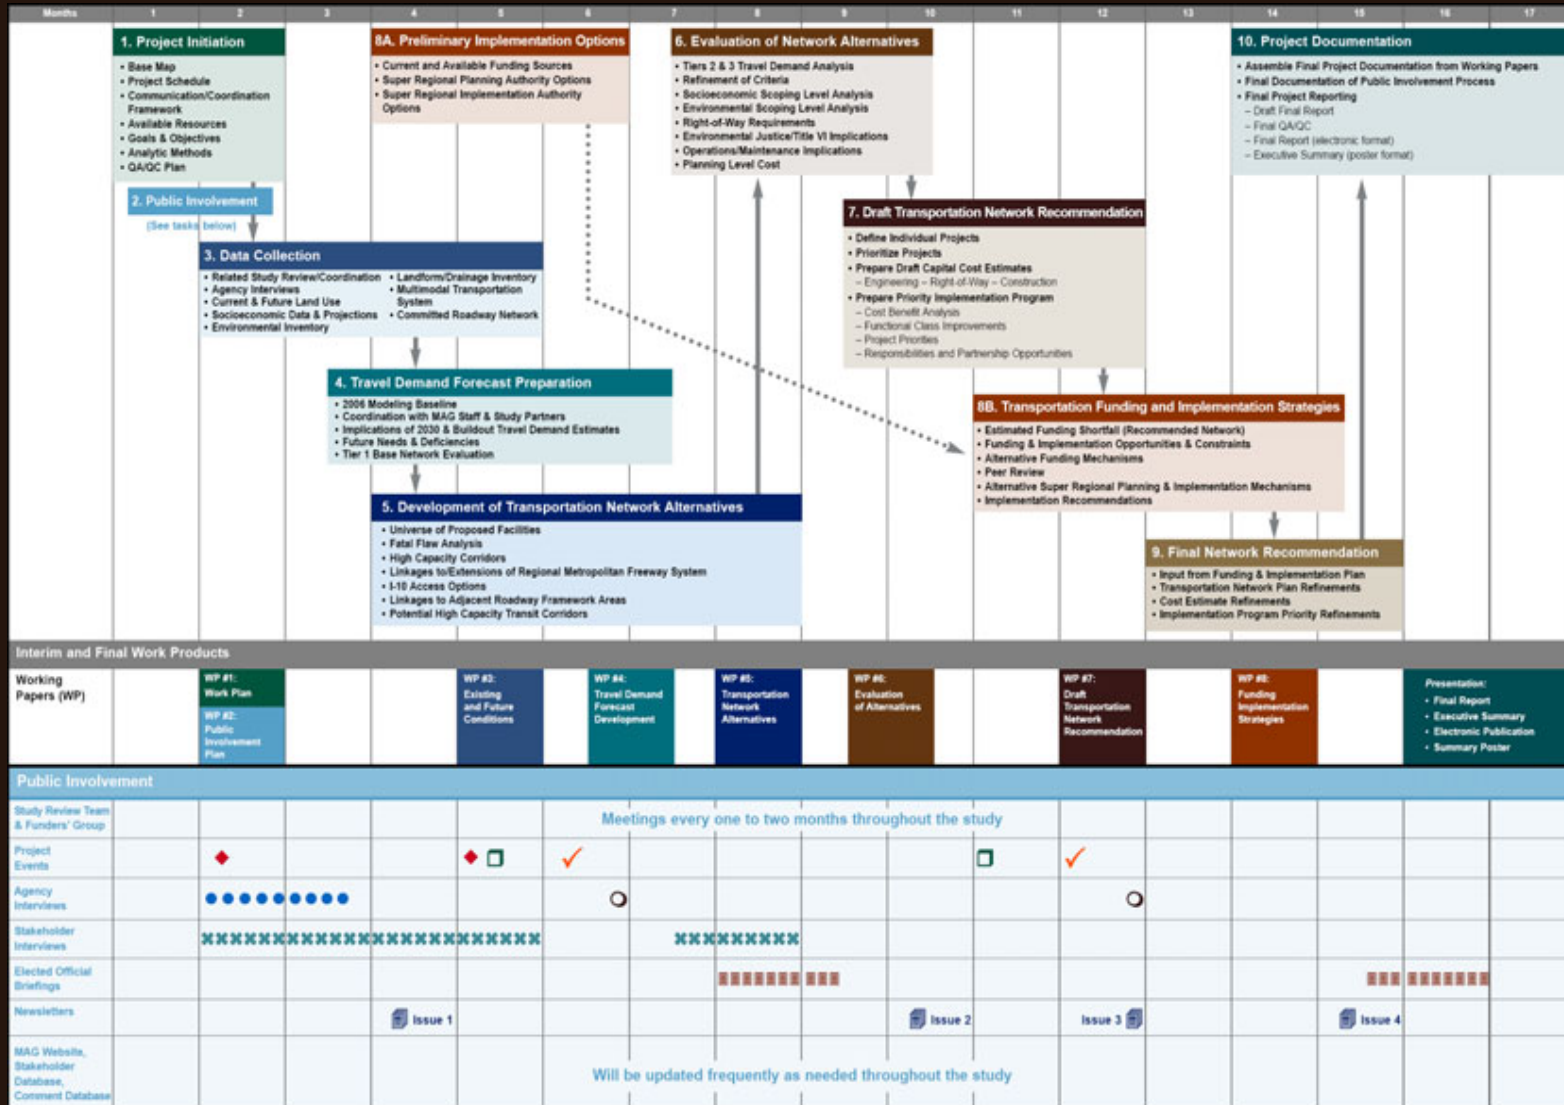 Months 1 2 3 4 5 6 7 8 9 10 11 12 13 14 15 16 17
1. Project Initiation
• Base Map
• Project Schedule
• Communication/Coordination
Framework
• Available Resources
• Goals & Objectives
• Analytic Methods
• QA/QC Plan
2. Public Involvement
(See tasks below)
8A. Preliminary Implementation Options
• Current and Available Funding Sources
• Super Regional Planning Authority Options
• Super Regional Implementation Authority
Options
3. Data Collection
• Related Study Review/Coordination
• Agency Interviews
• Current & Future Land Use
• Socioeconomic Data & Projections
• Environmental Inventory
• Landform/Drainage Inventory
• Multimodal Transportation
System
• Committed Roadway Network
4. Travel Demand Forecast Preparation
• 2006 Modeling Baseline
• Coordination with MAG Staff & Study Partners
• Implications of 2030 & Buildout Travel Demand Estimates
• Future Needs & Deficiencies
• Tier 1 Base Network Evaluation
5. Development of Transportation Network Alternatives
• Universe of Proposed Facilities
• Fatal Flaw Analysis
• High Capacity Corridors
• Linkages to/Extensions of Regional Metropolitan Freeway System
• I-10 Access Options
• Linkages to Adjacent Roadway Framework Areas
• Potential High Capacity Transit Corridors
6. Evaluation of Network Alternatives
• Tiers 2 & 3 Travel Demand Analysis
• Refinement of Criteria
• Socioeconomic Scoping Level Analysis
• Environmental Scoping Level Analysis
• Right-of-Way Requirements
• Environmental Justice/Title VI Implications
• Operations/Maintenance Implications
• Planning Level Cost
7. Draft Transportation Network Recommendation
• Define Individual Projects
• Prioritize Projects
• Prepare Draft Capital Cost Estimates
– Engineering – Right-of-Way – Construction
• Prepare Priority Implementation Program
– Cost Benefit Analysis
– Functional Class Improvements
– Project Priorities
– Responsibilities and Partnership Opportunities
8B. Transportation Funding and Implementation Strategies
• Estimated Funding Shortfall (Recommended Network)
• Funding & Implementation Opportunities & Constraints
• Alternative Funding Mechanisms
• Peer Review
• Alternative Super Regional Planning & Implementation Mechanisms
• Implementation Recommendations
9. Final Network Recommendation
• Input from Funding & Implementation Plan
• Transportation Network Plan Refinements
• Cost Estimate Refinements
• Implementation Program Priority Refinements
10. Project Documentation
• Assemble Final Project Documentation from Working Papers
• Final Documentation of Public Involvement Process
• Final Project Reporting
– Draft Final Report
– Final QA/QC
– Final Report (electronic format)
– Executive Summary (poster format)
Interim and Final Work Products
Working
Papers (WP)
WP #1:
Work Plan
WP #2:
Public
Involvement
Plan
WP #3:
Existing
and Future
Conditions
WP #4:
Travel Demand
Forecast
Development
WP #5:
Transportation
Network
Alternatives
WP #6:
Evaluation
of Alternatives
WP #7:
Draft
Transportation
Network
Recommendation
WP #8:
Funding
Implementation
Strategies
Presentation:
• Final Report
• Executive Summary
• Electronic Publication
• Summary Poster
Public Involvement
Study Review Team
& Funders' Group
Meetings every one to two months throughout the study
Project
Events
Agency
Interviews
Stakeholder
Interviews
Elected Official
Briefings
Newsletters
Issue 1
Issue 2
Issue 3
Issue 4
MAG Website,
Stakeholder
Database,
Comment Database
Will be updated frequently as needed throughout the study